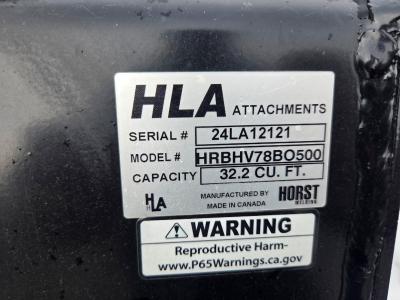 HLA ATTACHMENTS
SERIAL # 24LA12121
MODEL # HRBHV78BO500
CAPACITY 32.2 CU. FT.
HLA MANUFACTURED BY HORST
MADE IN CANADA WELDING
WARNING
Reproductive Harm-
www.P65Warnings.ca.gov